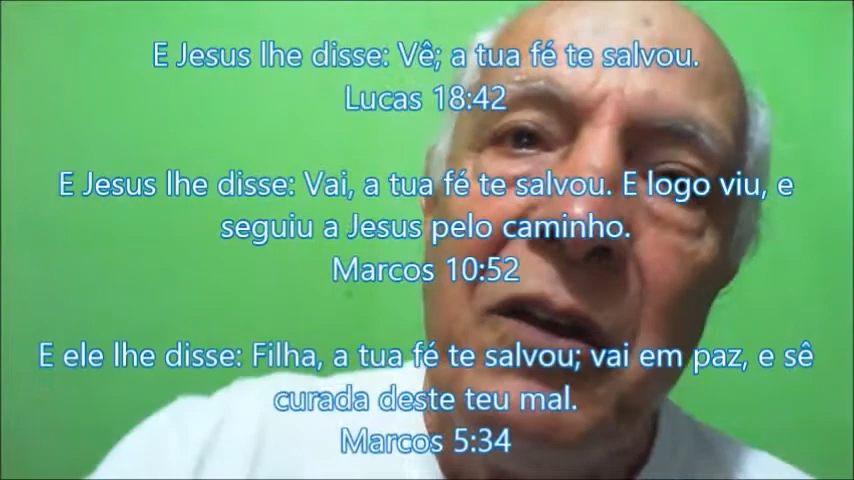 E Jesus lhe disse: Vê; a tua fé te salvou.
Lucas 18:42
E Jesus lhe disse: Vai, a tua fé te salvou. E logo viu, e
seguiu a Jesus pelo caminho.
Marcos 10:52
E ele lhe disse: Filha, a tua fé te salvou; vai em paz, e sê
curada deste teu mal.
Marcos 5:34